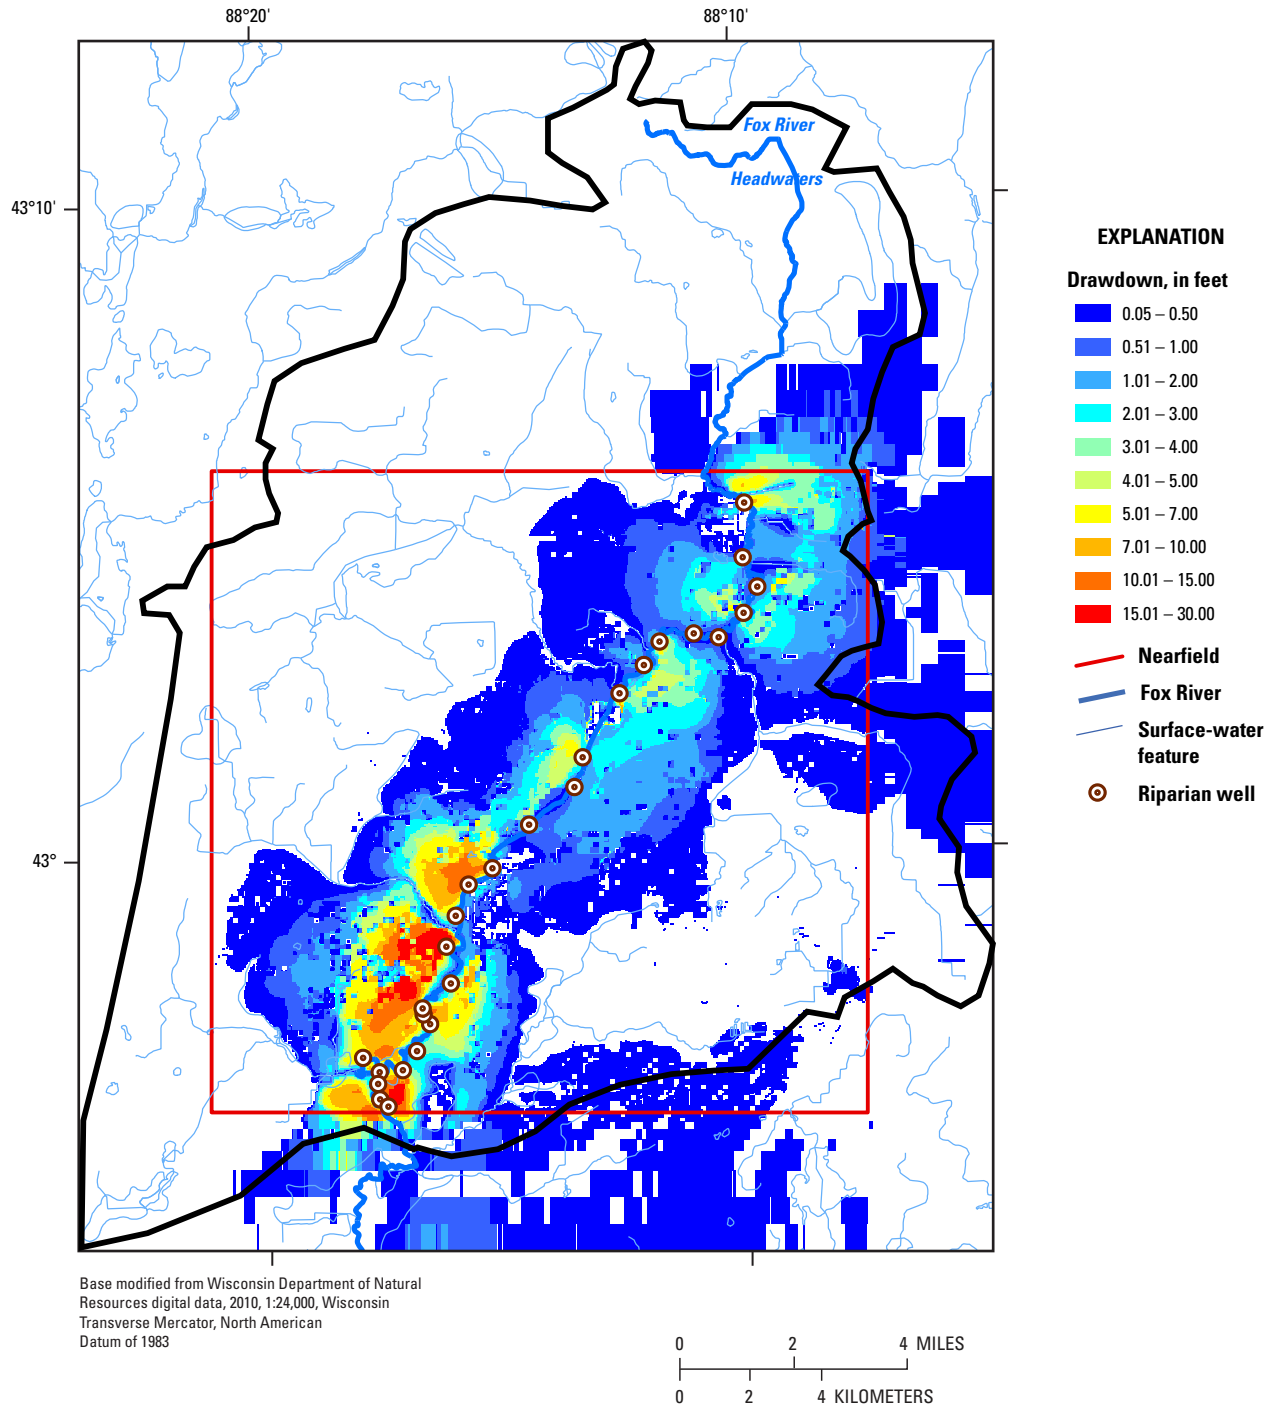 88°20'
88°10'
43°10'
43°
Fox River
Headwaters
EXPLANATION
Drawdown, in feet
0.05 – 0.50
0.51 – 1.00
1.01 – 2.00
2.01 – 3.00
3.01 – 4.00
4.01 – 5.00
5.01 – 7.00
7.01 – 10.00
10.01 – 15.00
15.01 – 30.00
Nearfield
Fox River
Surface-water
feature
Riparian well
Base modified from Wisconsin Department of Natural
Resources digital data, 2010, 1:24,000, Wisconsin
Transverse Mercator, North American
Datum of 1983
0 2 4 MILES
0 2 4 KILOMETERS